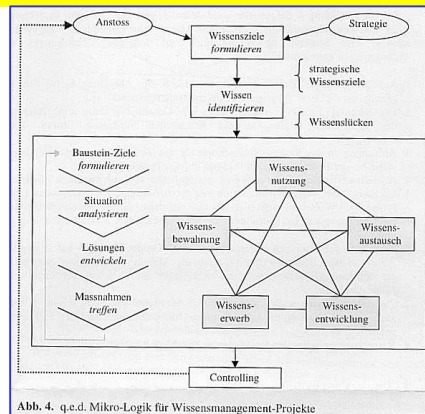 Anstoss
Strategie
Wissensziele
formulieren
strategische
Wissensziele
Wissen
identifizieren
Wissenslücken
Baustein-Ziele
formulieren
Situation
analysieren
Lösungen
entwickeln
Massnahmen
treffen
Wissens-
nutzung
Wissens-
bewahrung
Wissens-
austausch
Wissens-
erwerb
Wissens-
entwicklung
Controlling
Abb. 4. q.e.d. Mikro-Logik für Wissensmanagement-Projekte